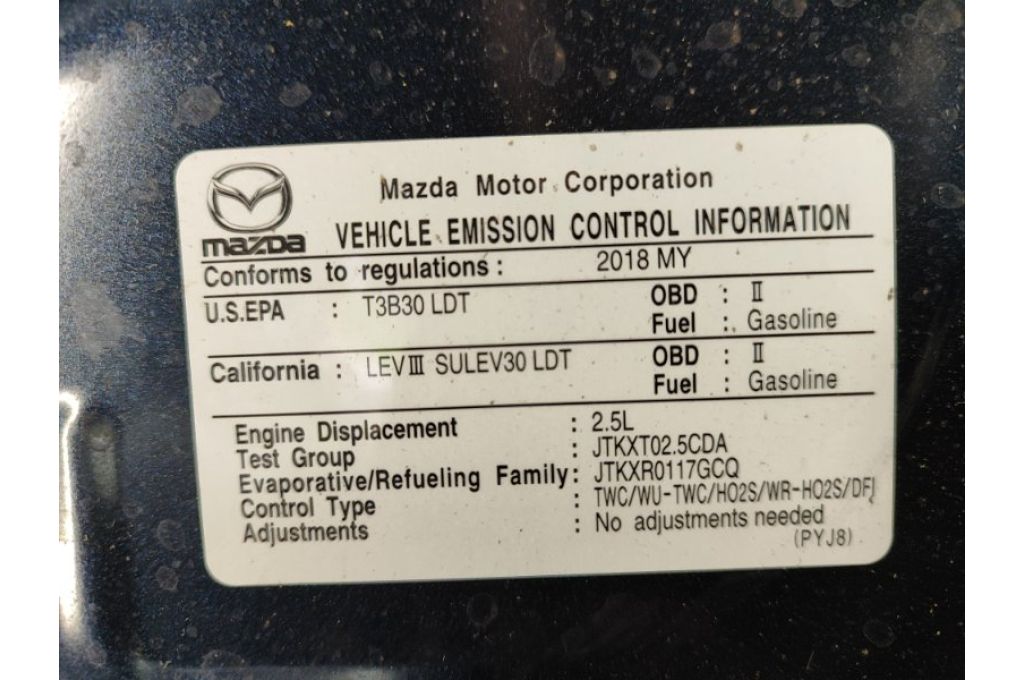 mazda
Mazda Motor Corporation
VEHICLE EMISSION CONTROL INFORMATION
Conforms to regulations : 2018 MY
U.S.EPA : T3B30 LDT OBD : II
Fuel : Gasoline
California : LEVIII SULEV30 LDT OBD : II
Fuel : Gasoline
Engine Displacement : 2.5L
Test Group : JTKXT02.5CDA
Evaporative/Refueling Family: JTKXR0117GCQ
Control Type : TWC/WU-TWC/HO2S/WR-HO2S/DFI
Adjustments : No adjustments needed
(PYJ8)